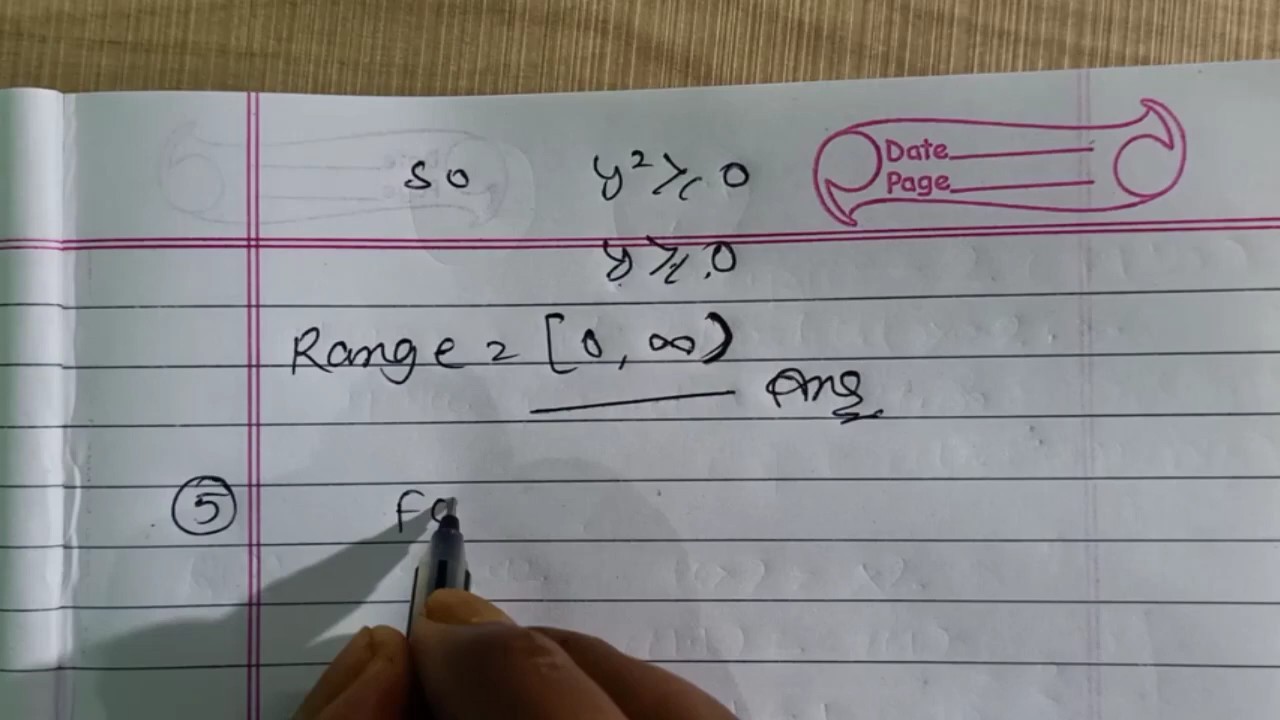 so y² ⩾ 0
Date
Page
y ⩾ 0
Range = [0, ∞)
Ans
⑤